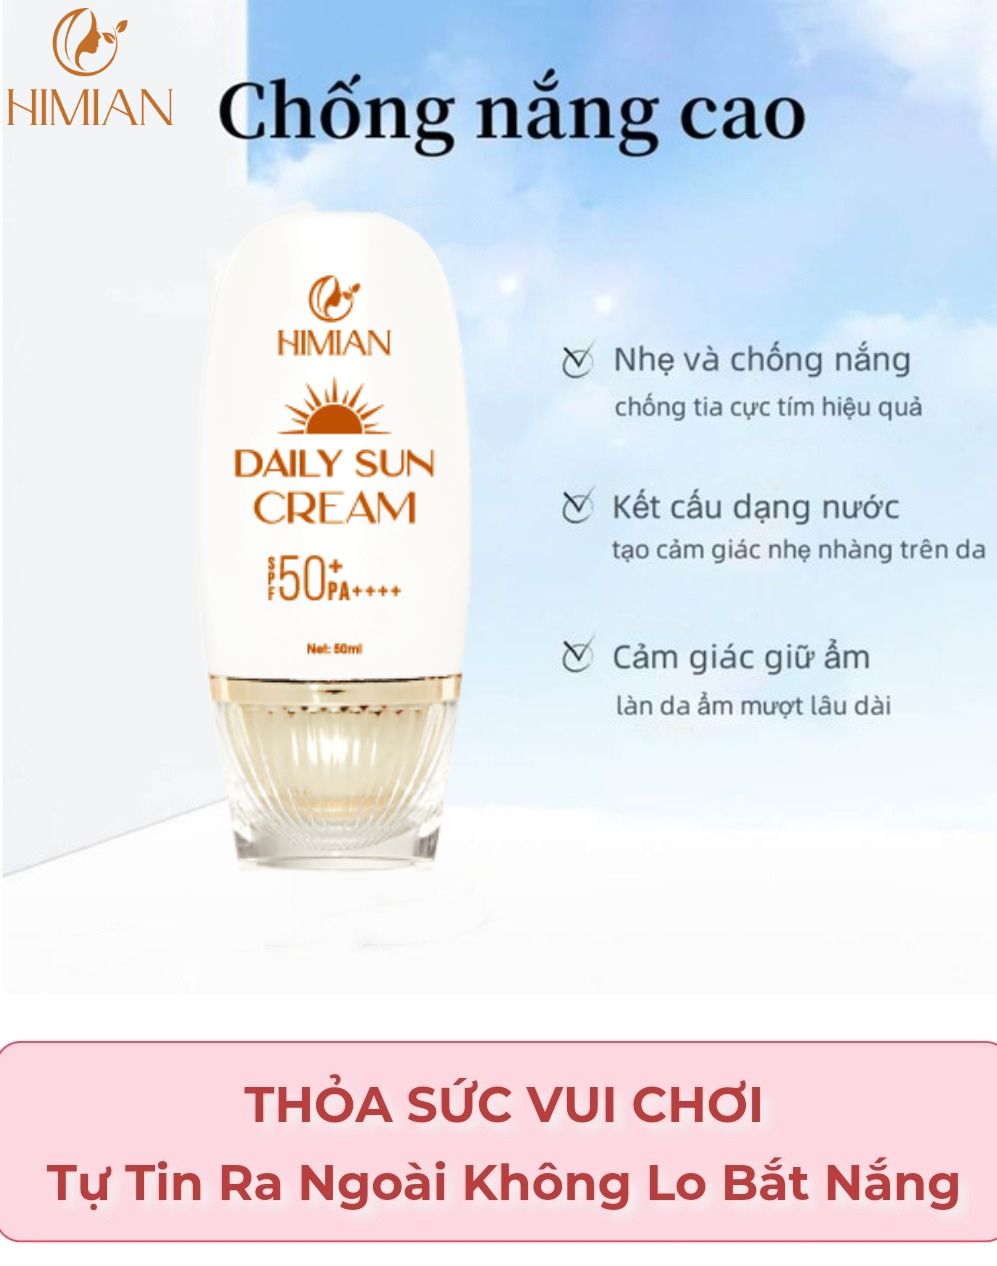 HIMIAN
Chống nắng cao
HIMIAN
DAILY SUN
CREAM
SPF 50+ PA++++
Net: 50ml
Nhẹ và chống nắng
chống tia cực tím hiệu quả
Kết cấu dạng nước
tạo cảm giác nhẹ nhàng trên da
Cảm giác giữ ẩm
làn da ẩm mượt lâu dài
THỎA SỨC VUI CHƠI
Tự Tin Ra Ngoài Không Lo Bắt Nắng